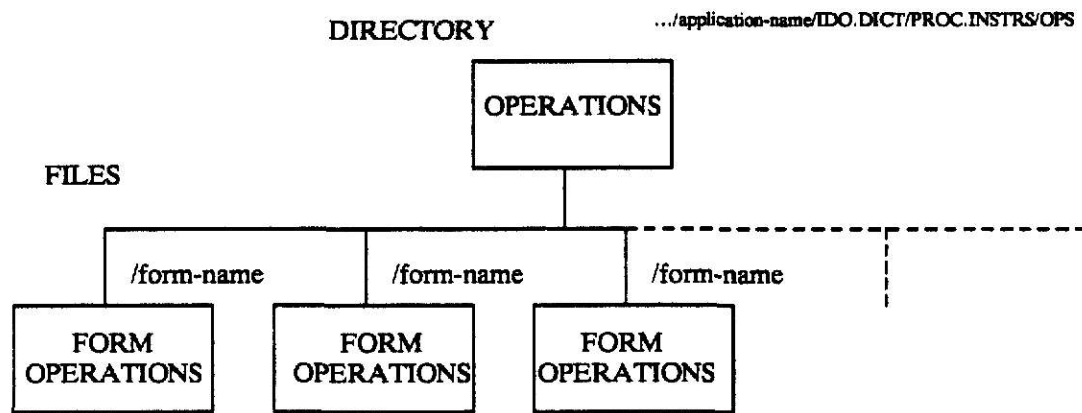 DIRECTORY
.../application-name/IDO.DICT/PROC.INSTRS/OPS
OPERATIONS
FILES
/form-name
/form-name
/form-name
FORM
OPERATIONS
FORM
OPERATIONS
FORM
OPERATIONS